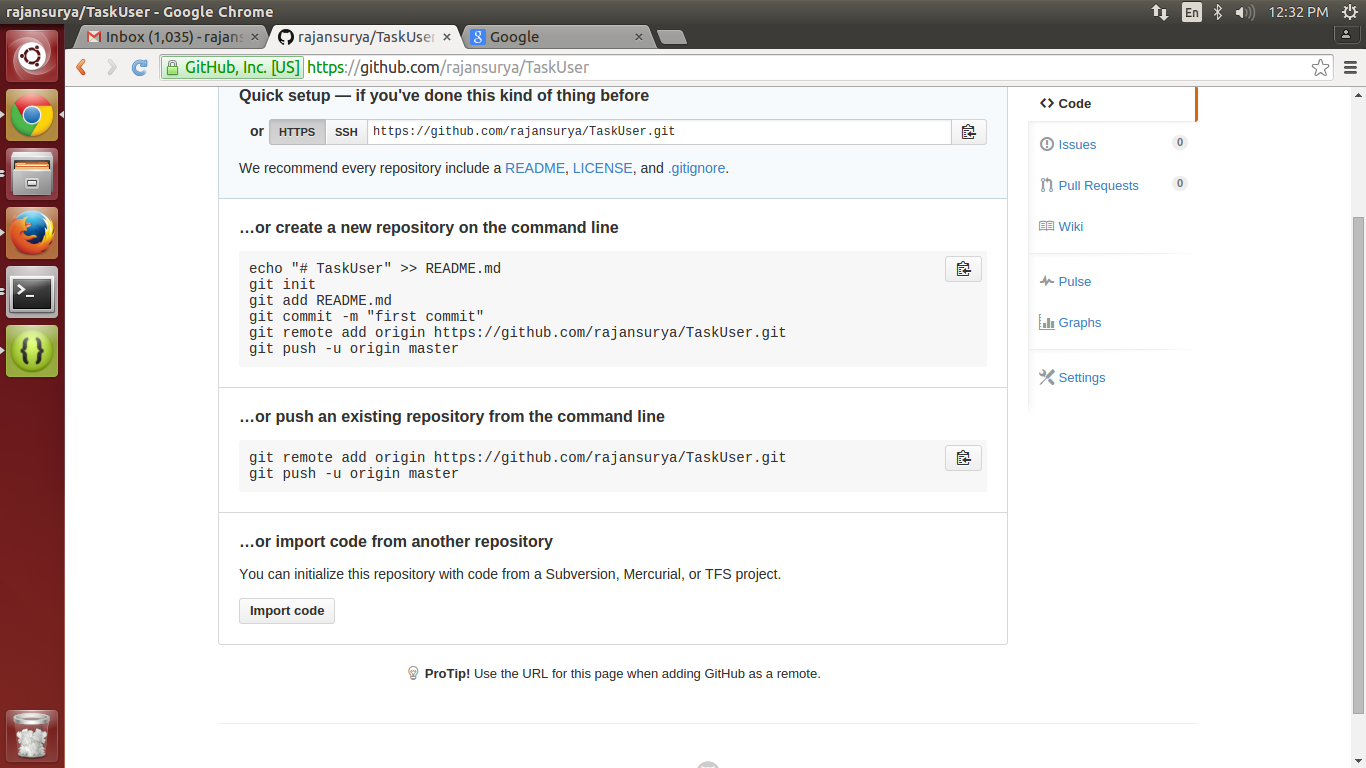 rajansurya/TaskUser - Google Chrome
En
12:32 PM
Inbox (1,035) - rajans
rajansurya/TaskUser
Google
GitHub, Inc. [US] https://github.com/rajansurya/TaskUser
Quick setup — if you've done this kind of thing before
or HTTPS SSH https://github.com/rajansurya/TaskUser.git
We recommend every repository include a README, LICENSE, and .gitignore.
…or create a new repository on the command line
echo "# TaskUser" >> README.md
git init
git add README.md
git commit -m "first commit"
git remote add origin https://github.com/rajansurya/TaskUser.git
git push -u origin master
…or push an existing repository from the command line
git remote add origin https://github.com/rajansurya/TaskUser.git
git push -u origin master
…or import code from another repository
You can initialize this repository with code from a Subversion, Mercurial, or TFS project.
Import code
ProTip! Use the URL for this page when adding GitHub as a remote.
Code
Issues 0
Pull Requests 0
Wiki
Pulse
Graphs
Settings